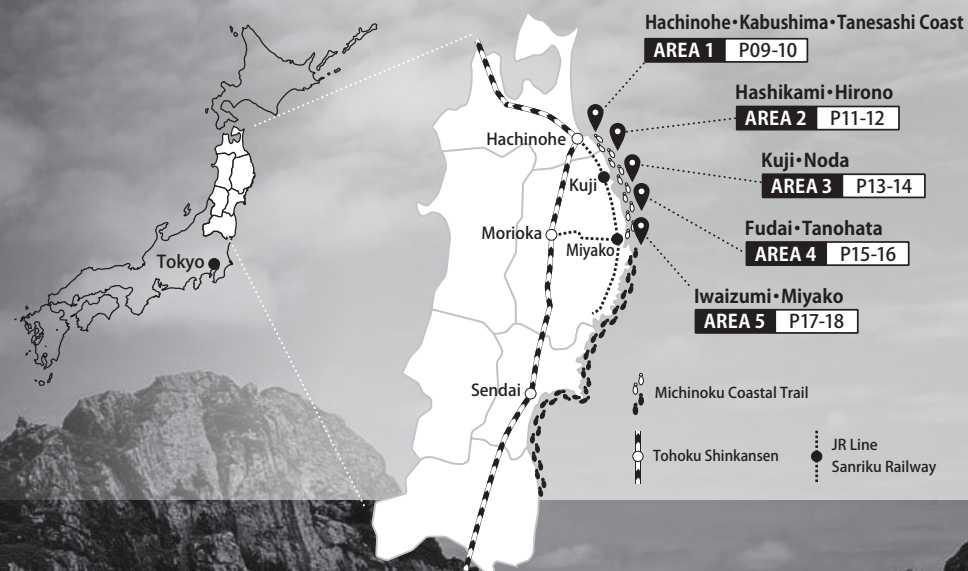 Hachinohe・Kabushima・Tanesashi Coast
AREA 1 P09-10
Hashikami・Hirono
AREA 2 P11-12
Kuji・Noda
AREA 3 P13-14
Fudai・Tanohata
AREA 4 P15-16
Iwaizumi・Miyako
AREA 5 P17-18
Hachinohe
Kuji
Morioka
Miyako
Tokyo
Sendai
Michinoku Coastal Trail
Tohoku Shinkansen
JR Line
Sanriku Railway